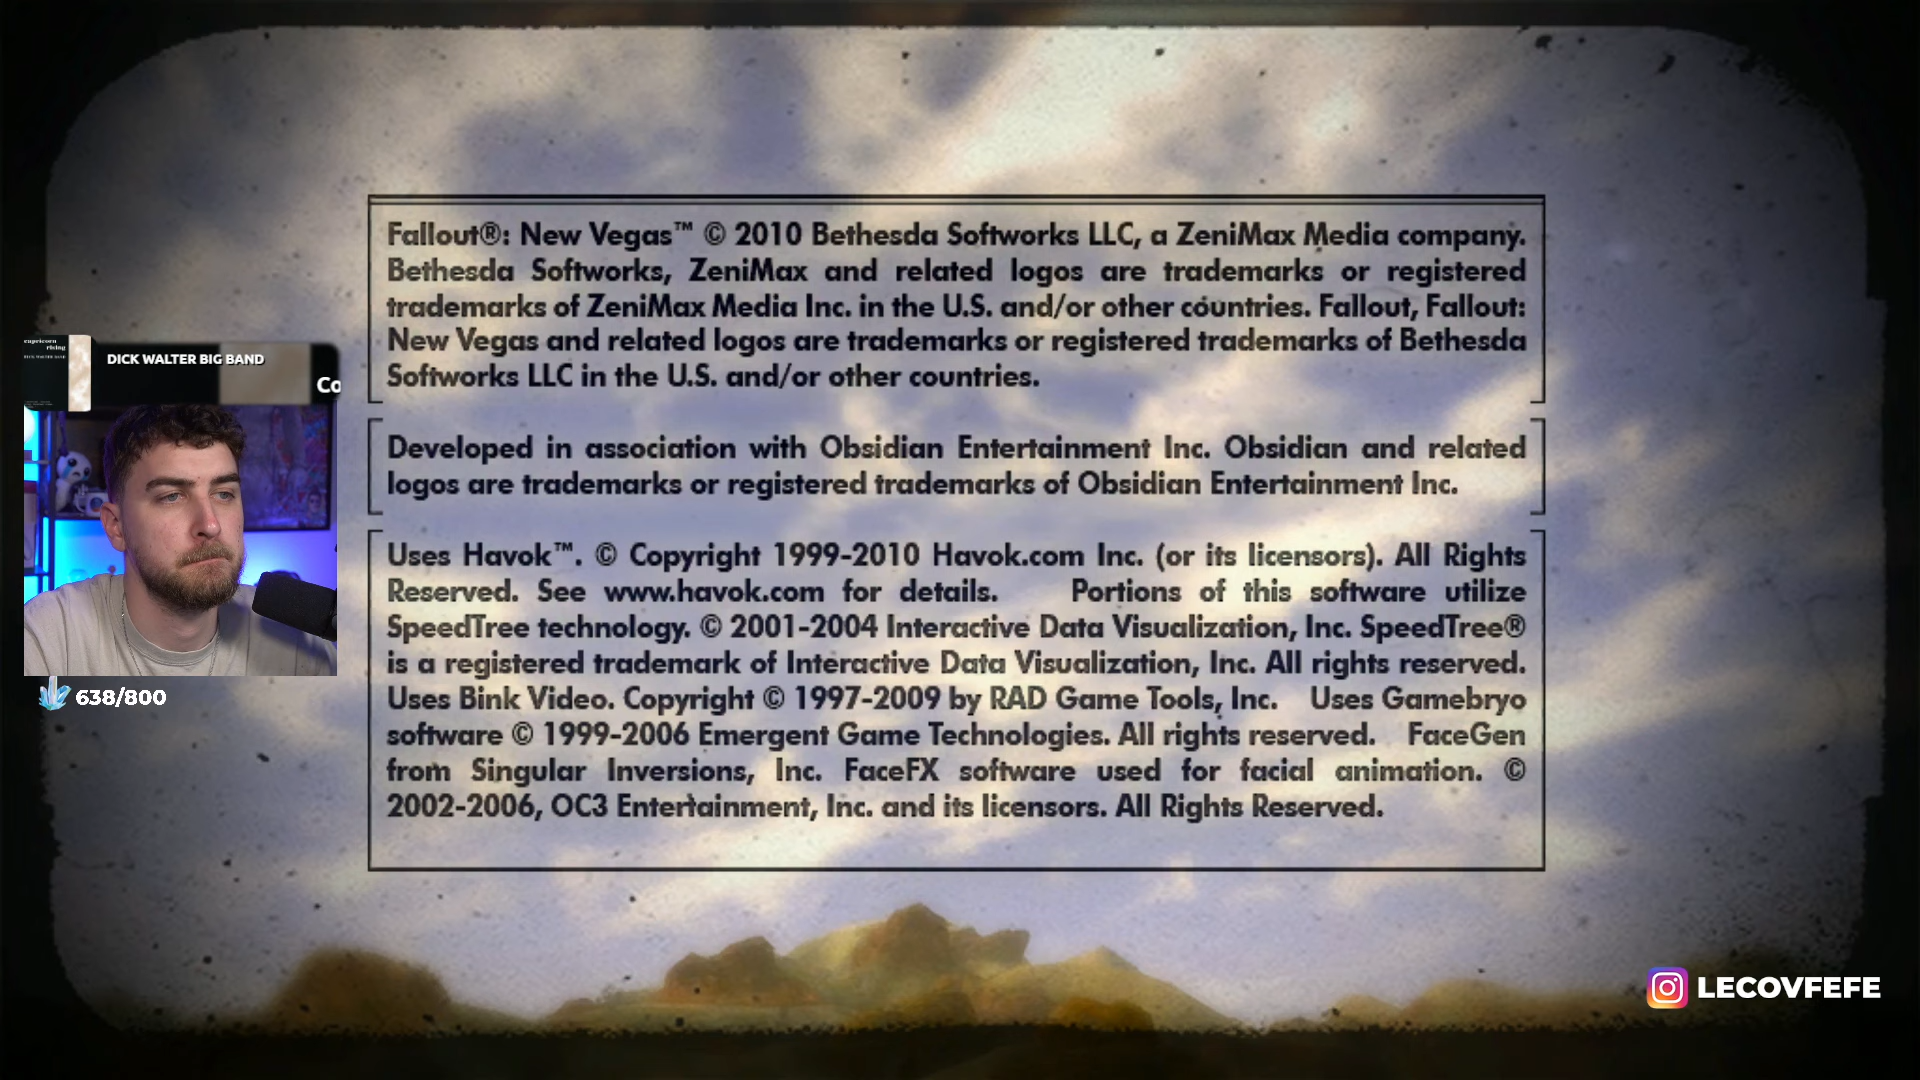 Fallout®: New Vegas™ © 2010 Bethesda Softworks LLC, a ZeniMax Media company.
Bethesda Softworks, ZeniMax and related logos are trademarks or registered
trademarks of ZeniMax Media Inc. in the U.S. and/or other countries. Fallout, Fallout:
New Vegas and related logos are trademarks or registered trademarks of Bethesda
Softworks LLC in the U.S. and/or other countries.
capricorn
rising
DICK WALTER BIG BAND
Co
Developed in association with Obsidian Entertainment Inc. Obsidian and related
logos are trademarks or registered trademarks of Obsidian Entertainment Inc.
Uses Havok™. © Copyright 1999-2010 Havok.com Inc. (or its licensors). All Rights
Reserved. See www.havok.com for details. Portions of this software utilize
SpeedTree technology. © 2001-2004 Interactive Data Visualization, Inc. SpeedTree®
is a registered trademark of Interactive Data Visualization, Inc. All rights reserved.
Uses Bink Video. Copyright © 1997-2009 by RAD Game Tools, Inc. Uses Gamebryo
software © 1999-2006 Emergent Game Technologies. All rights reserved. FaceGen
from Singular Inversions, Inc. FaceFX software used for facial animation. ©
2002-2006, OC3 Entertainment, Inc. and its licensors. All Rights Reserved.
638/800
LECOVFEFE